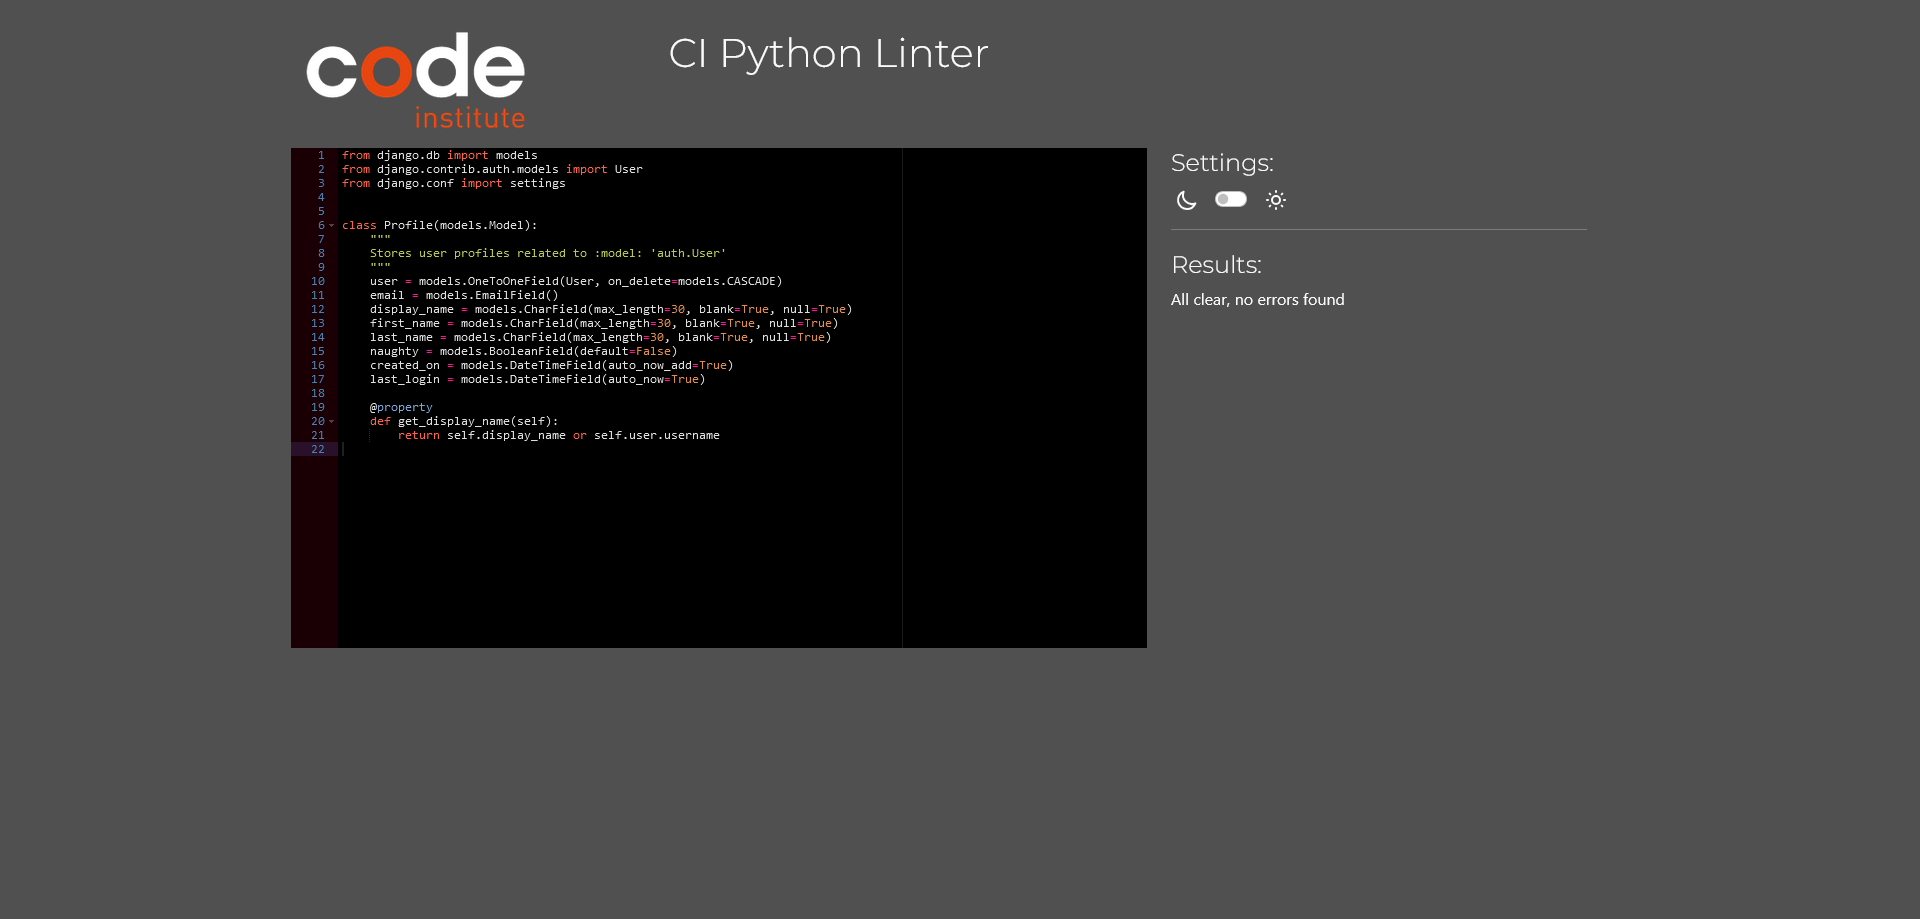 code
institute
CI Python Linter
1 from django.db import models
2 from django.contrib.auth.models import User
3 from django.conf import settings
4
5
6 class Profile(models.Model):
7     """
8     Stores user profiles related to :model: 'auth.User'
9     """
10     user = models.OneToOneField(User, on_delete=models.CASCADE)
11     email = models.EmailField()
12     display_name = models.CharField(max_length=30, blank=True, null=True)
13     first_name = models.CharField(max_length=30, blank=True, null=True)
14     last_name = models.CharField(max_length=30, blank=True, null=True)
15     naughty = models.BooleanField(default=False)
16     created_on = models.DateTimeField(auto_now_add=True)
17     last_login = models.DateTimeField(auto_now=True)
18
19     @property
20     def get_display_name(self):
21         return self.display_name or self.user.username
22
Settings:
Results:
All clear, no errors found